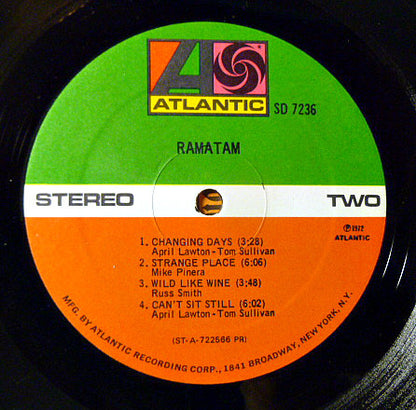 ATLANTIC
SD 7236
RAMATAM
STEREO
TWO
℗ 1972
ATLANTIC
1. CHANGING DAYS (3;28)
April Lawton-Tom Sullivan
2. STRANGE PLACE (6:06)
Mike Pinera
3. WILD LIKE WINE (3;48)
Russ Smith
4. CAN'T SIT STILL (6;02)
April Lawton-Tom Sullivan
(ST-A-722566 PR)
MFG. BY ATLANTIC RECORDING CORP., 1841 BROADWAY, NEW YORK, N.Y.